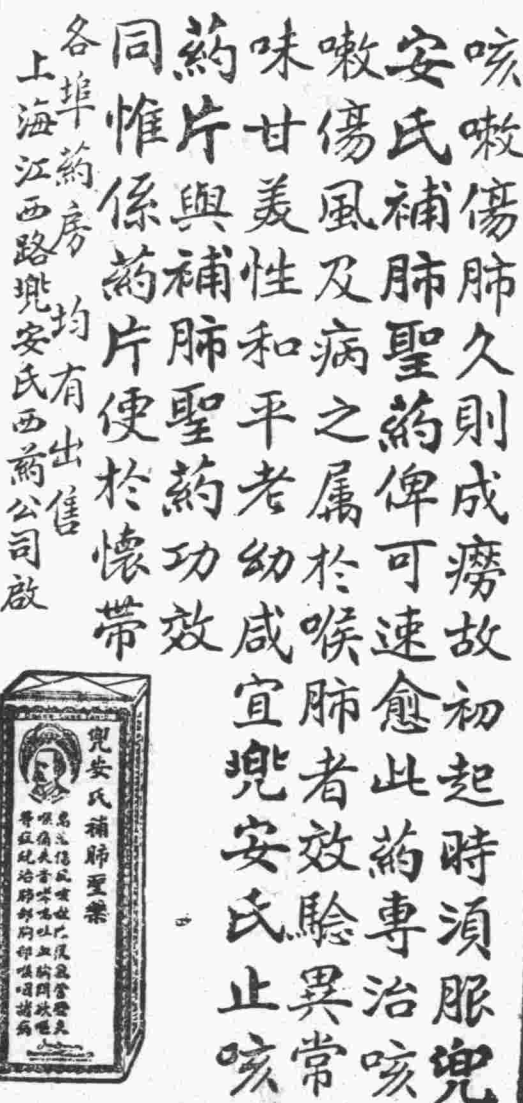 咳嗽傷肺久則成癆故初起時須服兜
安氏補肺聖葯俾可速愈此葯專治咳
嗽傷風及病之属於喉肺者效驗異常
味甘美性和平老幼咸宜兜安氏止咳
葯片與補肺聖葯功效
同惟係葯片便於懷帶
各埠葯房均有出售
上海江西路兜安氏西葯公司啟
兜安氏補肺聖藥